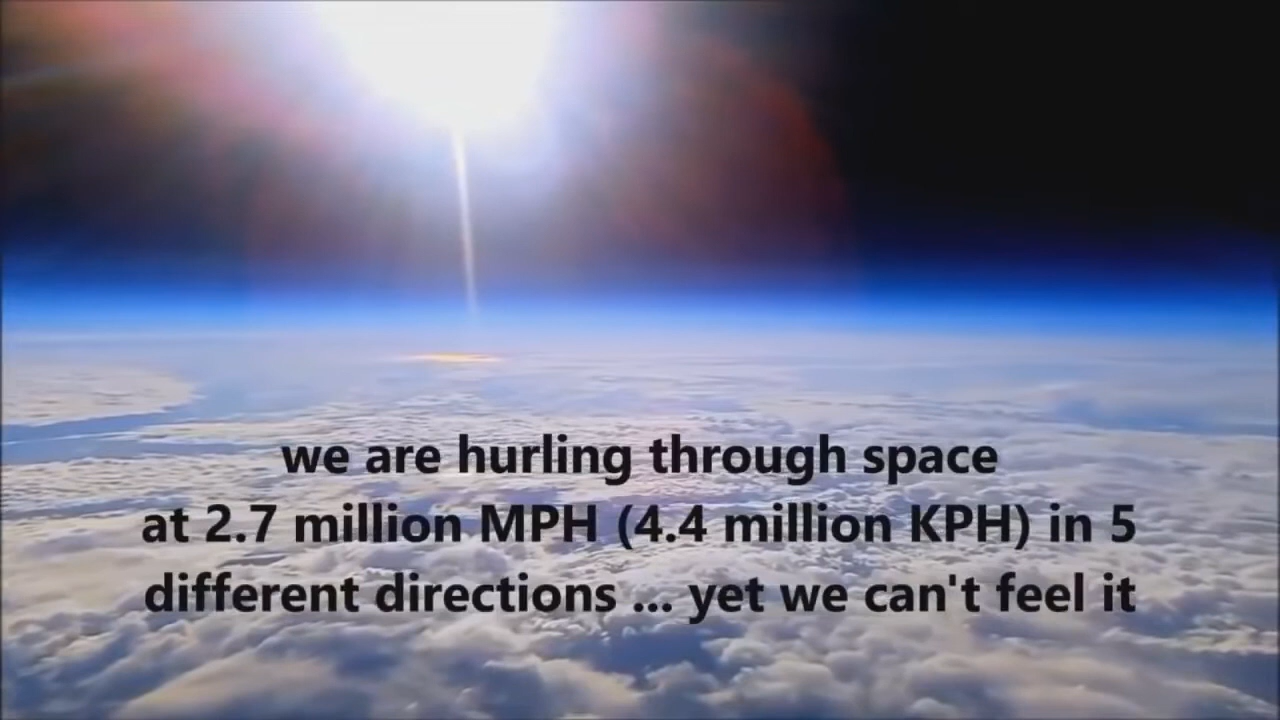 we are hurling through space
at 2.7 million MPH (4.4 million KPH) in 5
different directions ... yet we can't feel it